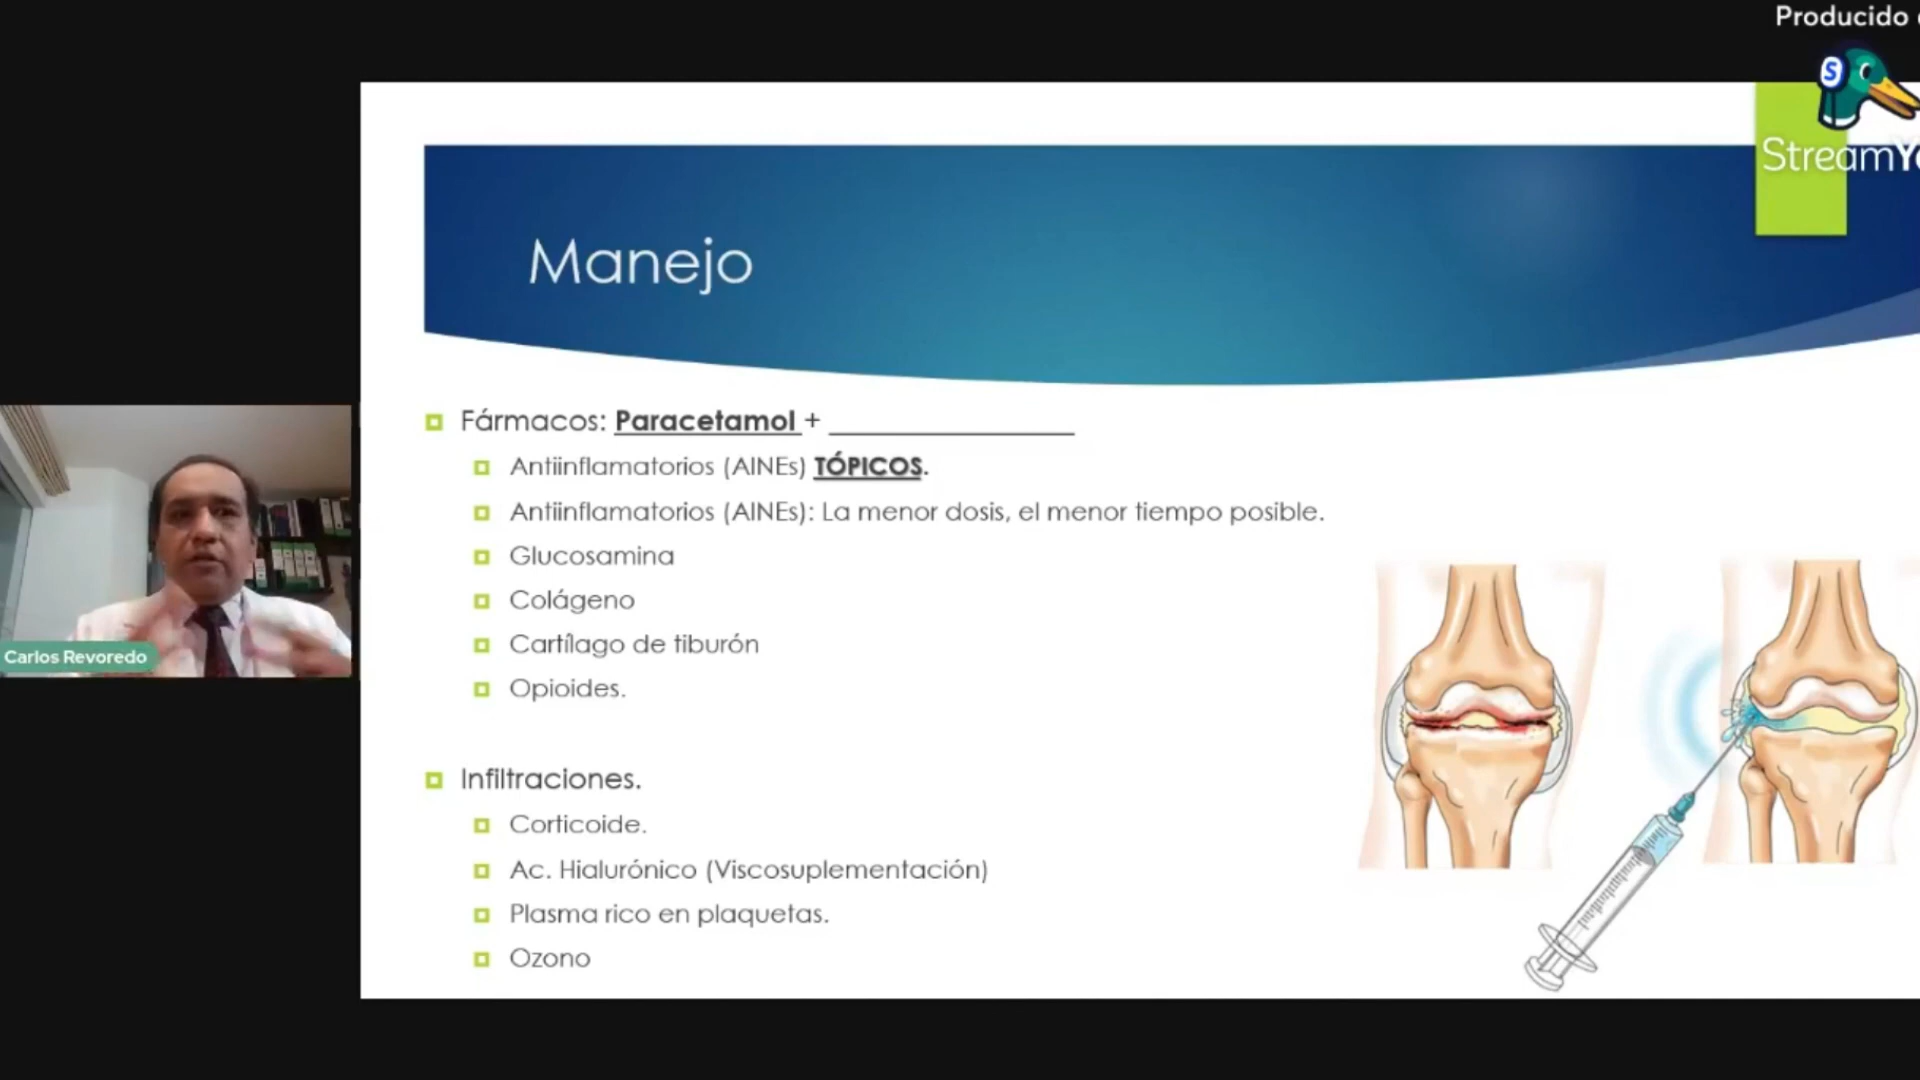 Producido
StreamY
Manejo
Fármacos: Paracetamol + _________________
Antiinflamatorios (AINEs) TÓPICOS.
Antiinflamatorios (AINEs): La menor dosis, el menor tiempo posible.
Glucosamina
Colágeno
Cartílago de tiburón
Opioides.
Carlos Revoredo
Infiltraciones.
Corticoide.
Ac. Hialurónico (Viscosuplementación)
Plasma rico en plaquetas.
Ozono